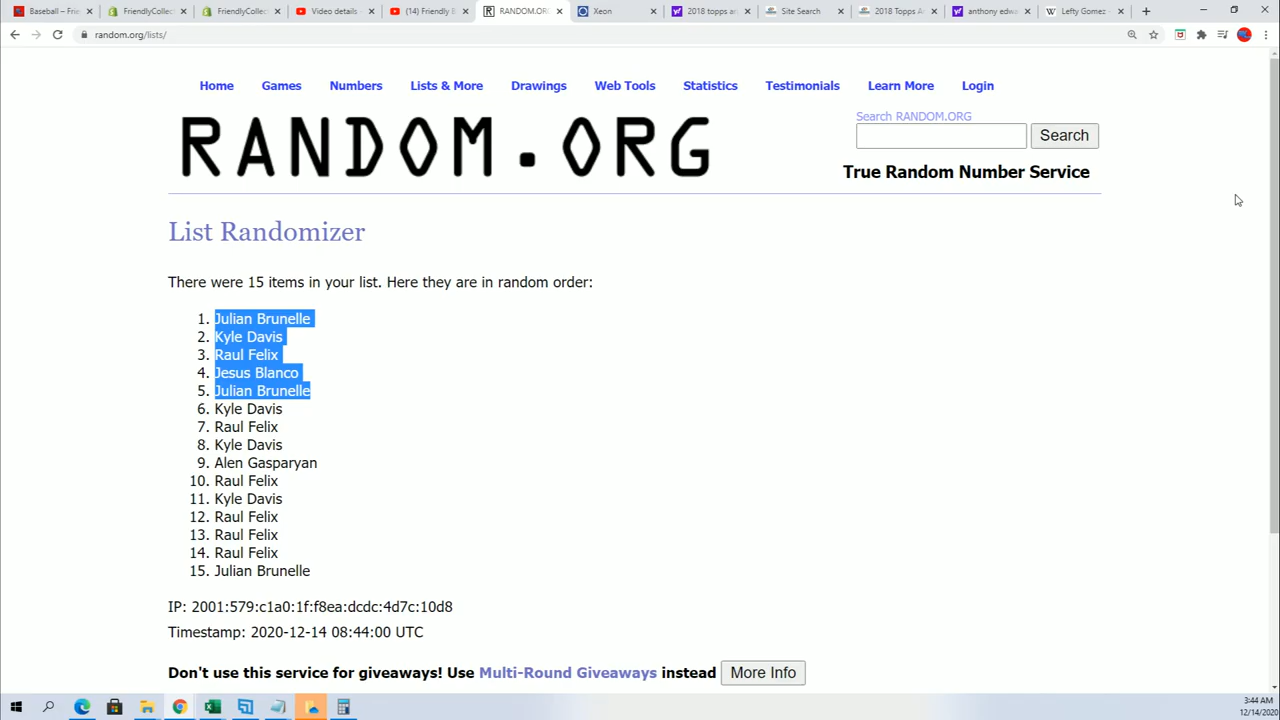 Baseball – Frie
FriendlyCollec
FriendlyCollect
Video details
(14) Friendly B
RANDOM.OR
Xeon
2018 topps ar
Site Search
2018 Topps A
anthony edwa
Lefty Gomez -
random.org/lists/
Home Games Numbers Lists & More Drawings Web Tools Statistics Testimonials Learn More Login
RANDOM.ORG
Search RANDOM.ORG
Search
True Random Number Service
List Randomizer
There were 15 items in your list. Here they are in random order:
1. Julian Brunelle
2. Kyle Davis
3. Raul Felix
4. Jesus Blanco
5. Julian Brunelle
6. Kyle Davis
7. Raul Felix
8. Kyle Davis
9. Alen Gasparyan
10. Raul Felix
11. Kyle Davis
12. Raul Felix
13. Raul Felix
14. Raul Felix
15. Julian Brunelle
IP: 2001:579:c1a0:1f:f8ea:dcdc:4d7c:10d8
Timestamp: 2020-12-14 08:44:00 UTC
Don't use this service for giveaways! Use Multi-Round Giveaways instead More Info
3:44 AM
12/14/2020